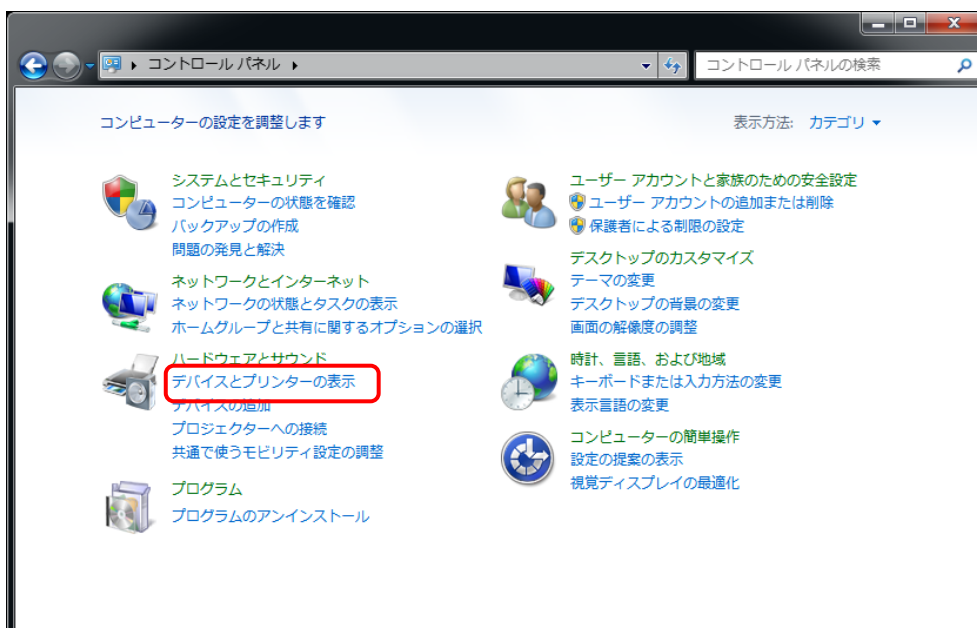 コントロール パネル
コントロール パネルの検索
コンピューターの設定を調整します
表示方法: カテゴリ
システムとセキュリティ
コンピューターの状態を確認
バックアップの作成
問題の発見と解決
ネットワークとインターネット
ネットワークの状態とタスクの表示
ホームグループと共有に関するオプションの選択
ハードウェアとサウンド
デバイスとプリンターの表示
デバイスの追加
プロジェクターへの接続
共通で使うモビリティ設定の調整
プログラム
プログラムのアンインストール
ユーザー アカウントと家族のための安全設定
ユーザー アカウントの追加または削除
保護者による制限の設定
デスクトップのカスタマイズ
テーマの変更
デスクトップの背景の変更
画面の解像度の調整
時計、言語、および地域
キーボードまたは入力方法の変更
表示言語の変更
コンピューターの簡単操作
設定の提案の表示
視覚ディスプレイの最適化